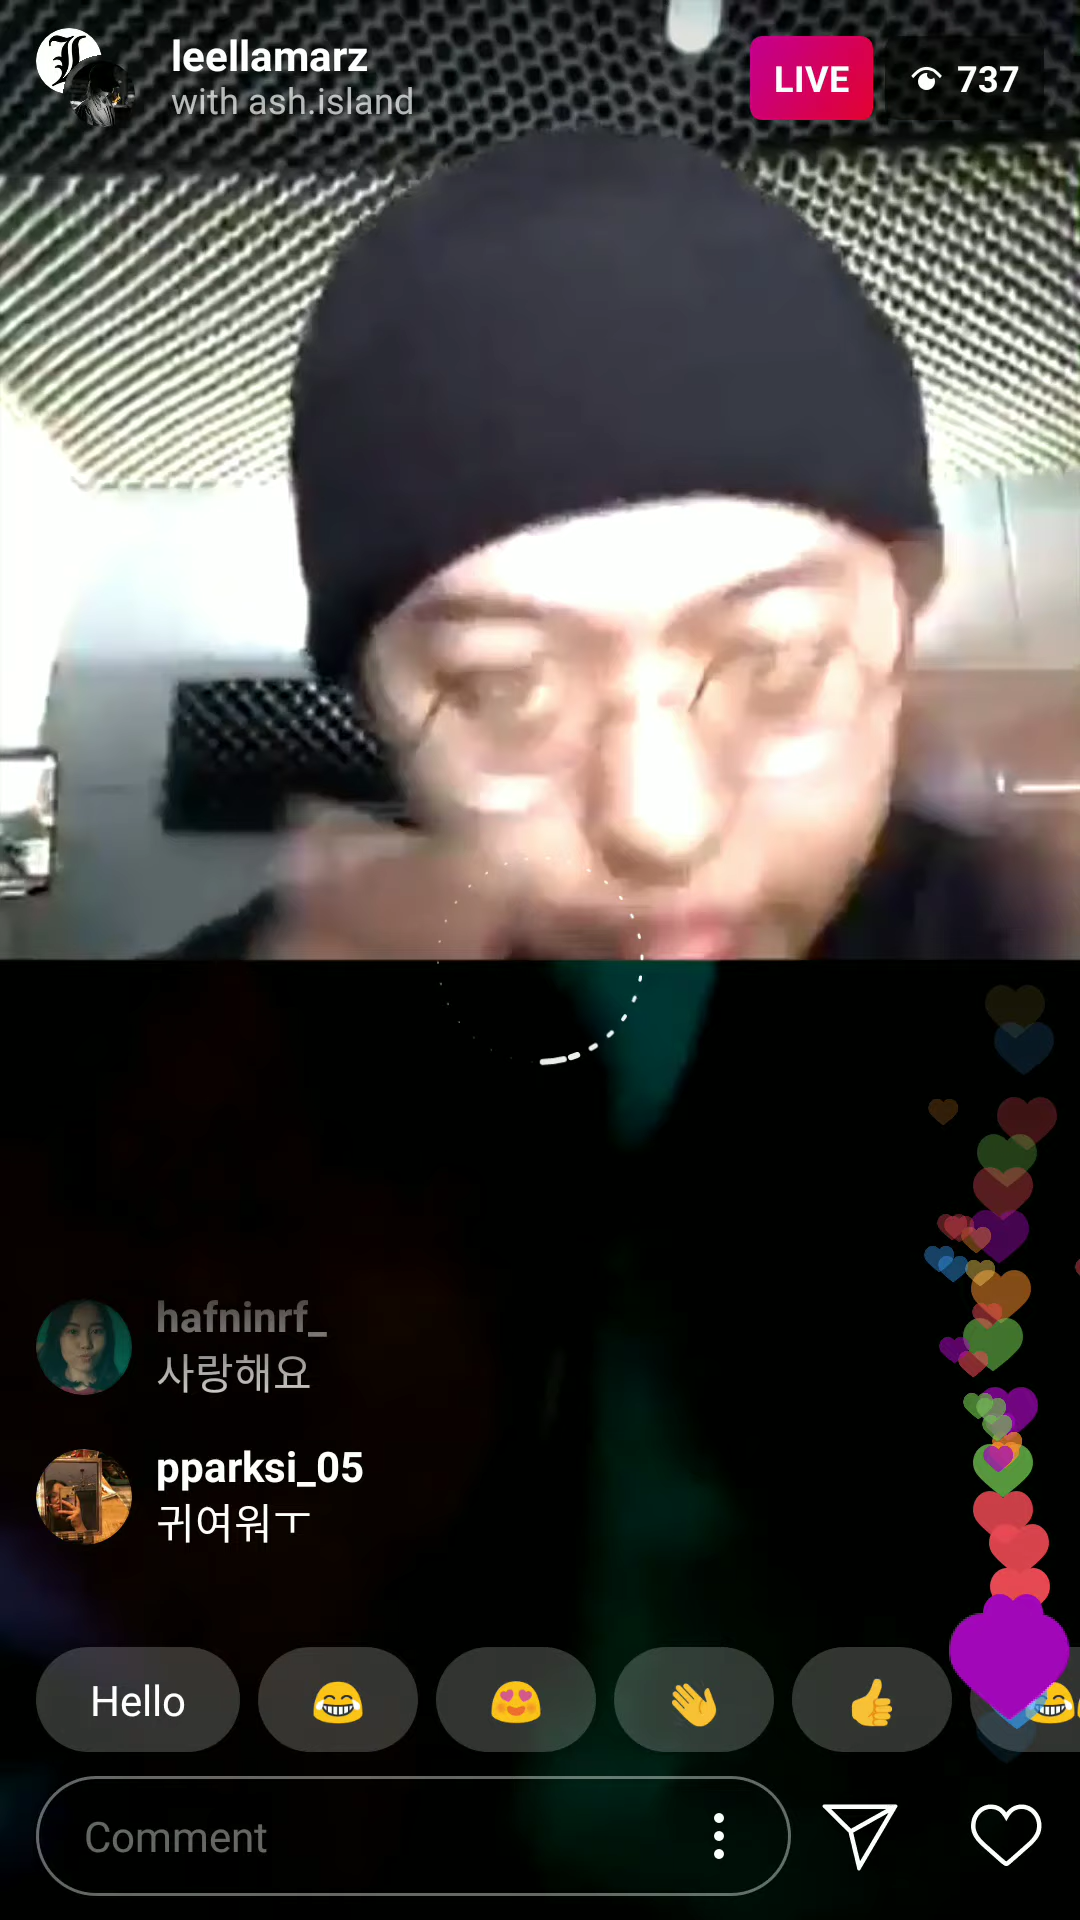 leellamarz
with ash.island
LIVE
737
hafninrf_
사랑해요
pparksi_05
귀여워ㅜ
Hello
Comment